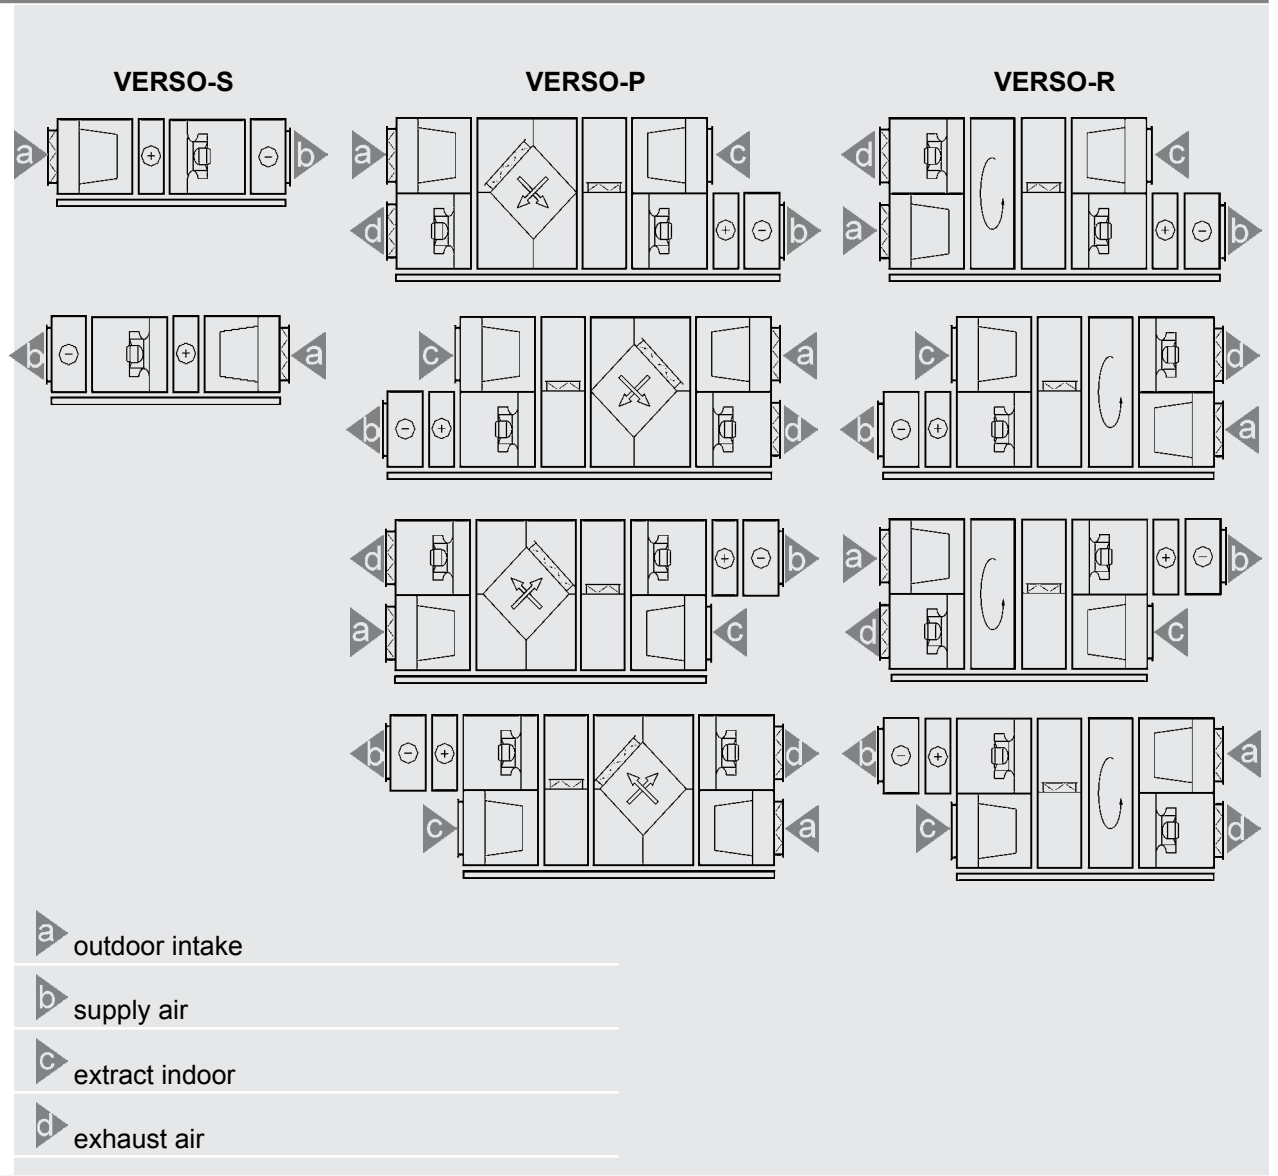 VERSO-S VERSO-P VERSO-R
a b a c d c
d b a b
b a c a c d
b d b a
d b a b
a c d c
b d b a
c a c d
a outdoor intake
b supply air
c extract indoor
d exhaust air